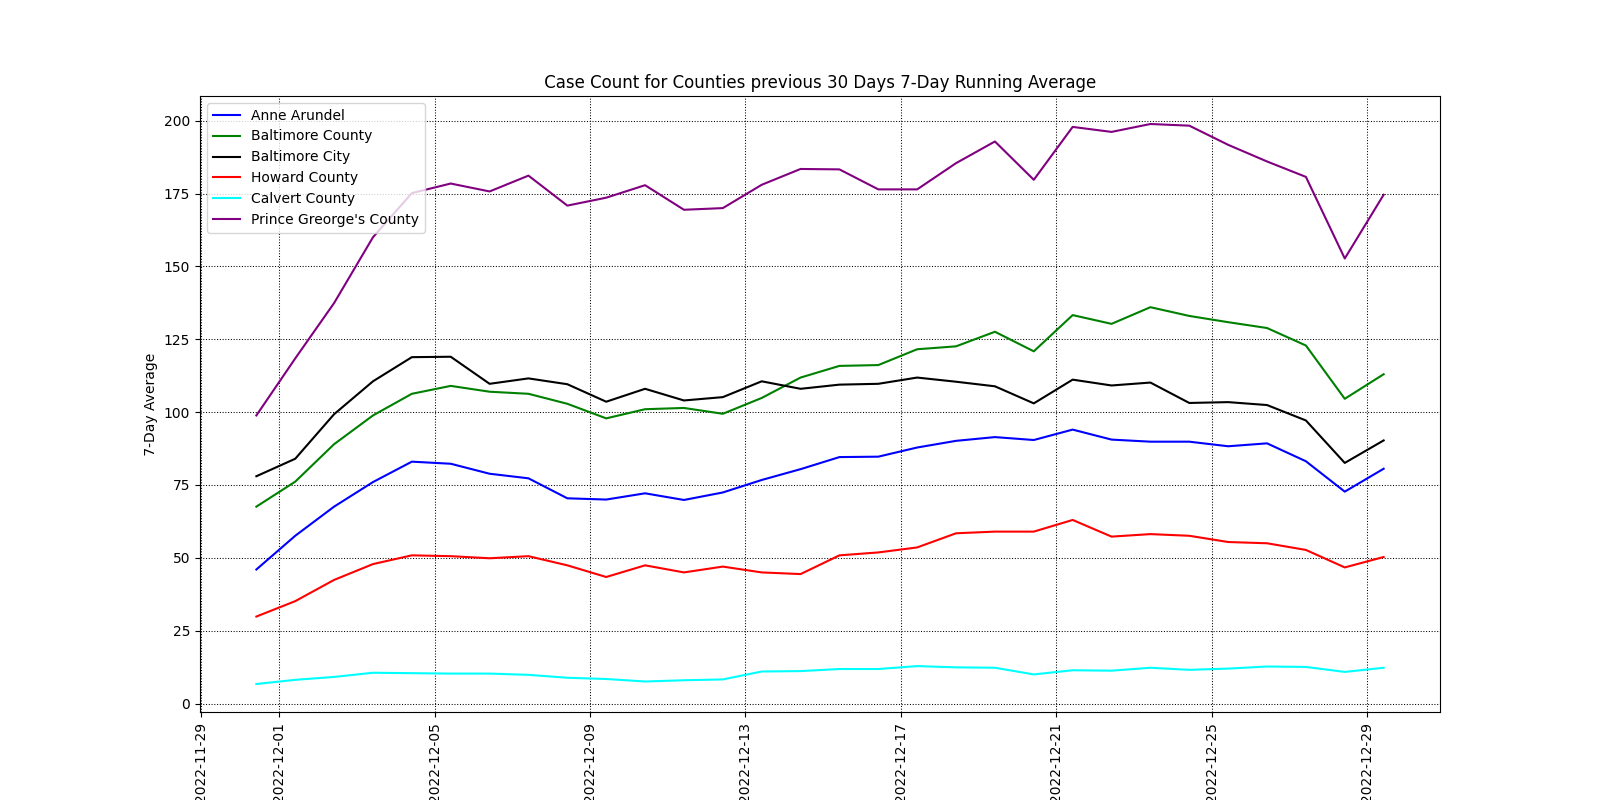 Case Count for Counties previous 30 Days 7-Day Running Average
Anne Arundel
Baltimore County
Baltimore City
Howard County
Calvert County
Prince Greorge's County
200
175
150
125
100
75
50
25
0
7-Day Average
2022-11-29
2022-12-01
2022-12-05
2022-12-09
2022-12-13
2022-12-17
2022-12-21
2022-12-25
2022-12-29